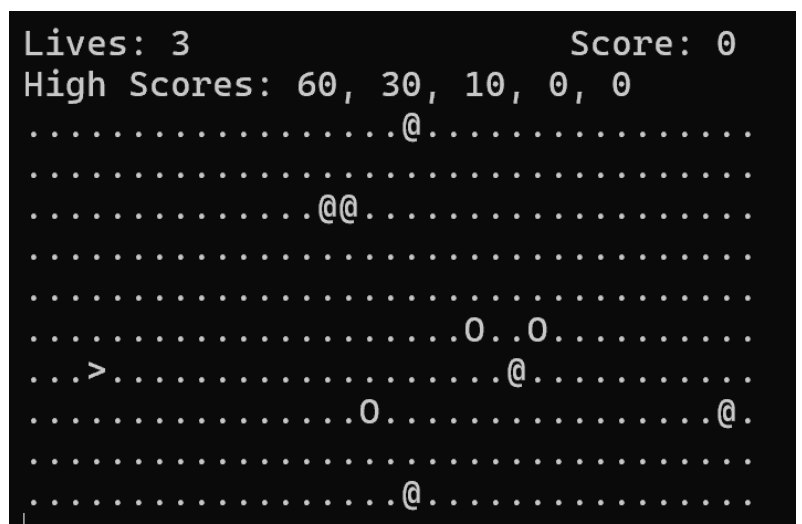 Lives: 3                  Score: 0
High Scores: 60, 30, 10, 0, 0
..................@................
...................................
..............@@...................
...................................
...................................
.....................O..O..........
...>...................@...........
................O................@.
...................................
..................@................